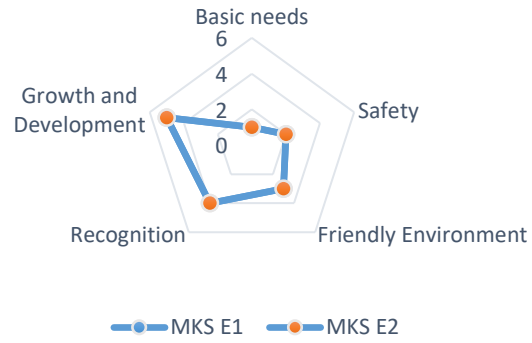 Basic needs
6
4
2
0
Safety
Friendly Environment
Recognition
Growth and
Development
MKS E1
MKS E2